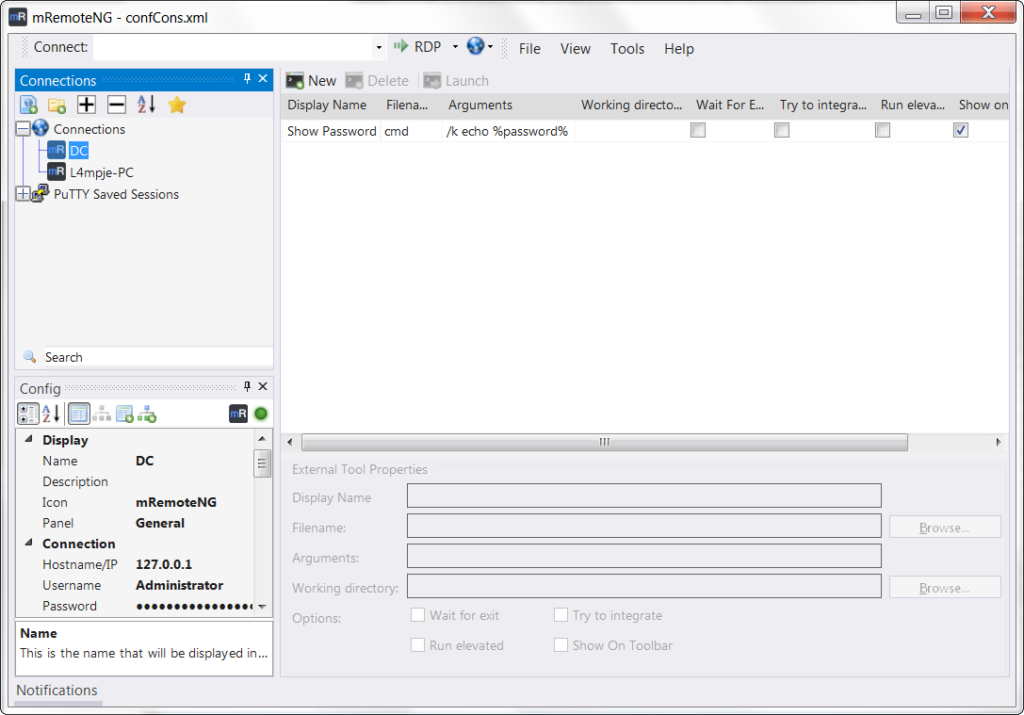 mR mRemoteNG - confCons.xml
Connect: RDP File View Tools Help
Connections
New Delete Launch
Display Name Filena... Arguments Working directo... Wait For E... Try to integra... Run eleva... Show on
Show Password cmd /k echo %password%
Connections
mR DC
mR L4mpje-PC
PuTTY Saved Sessions
Search
Config
mR
Display
Name DC
Description
Icon mRemoteNG
Panel General
Connection
Hostname/IP 127.0.0.1
Username Administrator
Password ●●●●●●●●●●●●●●●●
Name
This is the name that will be displayed in...
Notifications
External Tool Properties
Display Name
Filename: Browse...
Arguments:
Working directory: Browse...
Options: Wait for exit Try to integrate
Run elevated Show On Toolbar